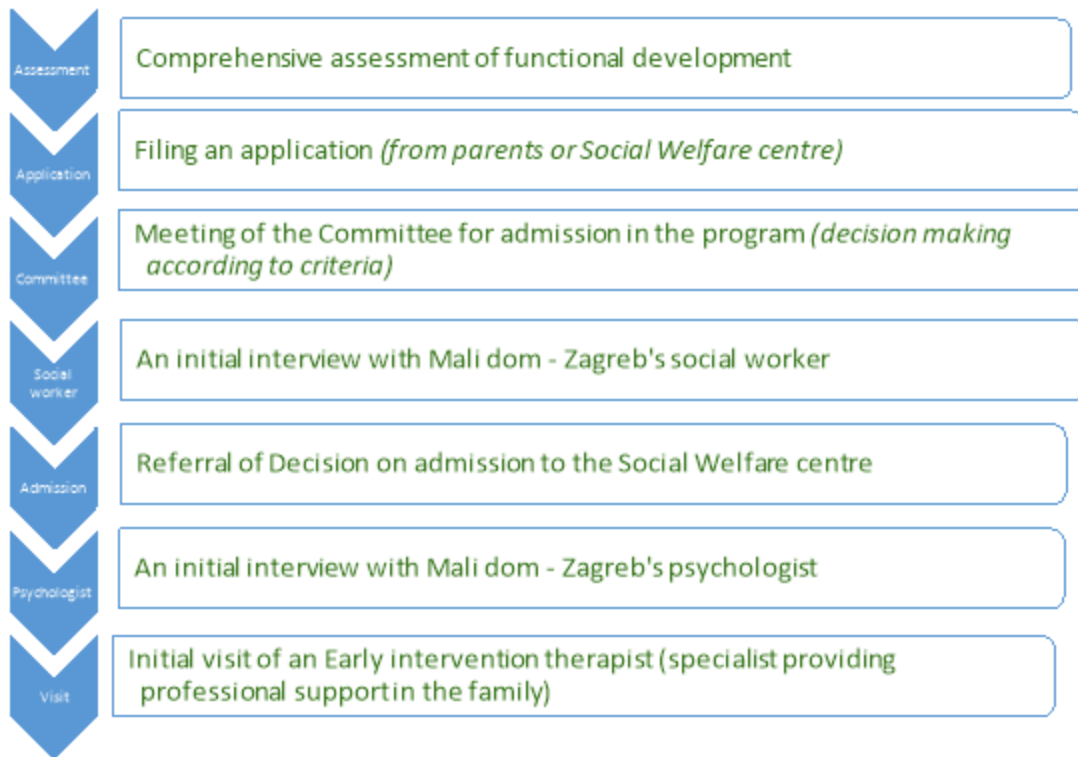 Assessment
Comprehensive assessment of functional development
Application
Filing an application (from parents or Social Welfare centre)
Committee
Meeting of the Committee for admission in the program (decision making
according to criteria)
Social
worker
An initial interview with Mali dom - Zagreb's social worker
Admission
Referral of Decision on admission to the Social Welfare centre
Psychologist
An initial interview with Mali dom - Zagreb's psychologist
Visit
Initial visit of an Early intervention therapist (specialist providing
professional support in the family)